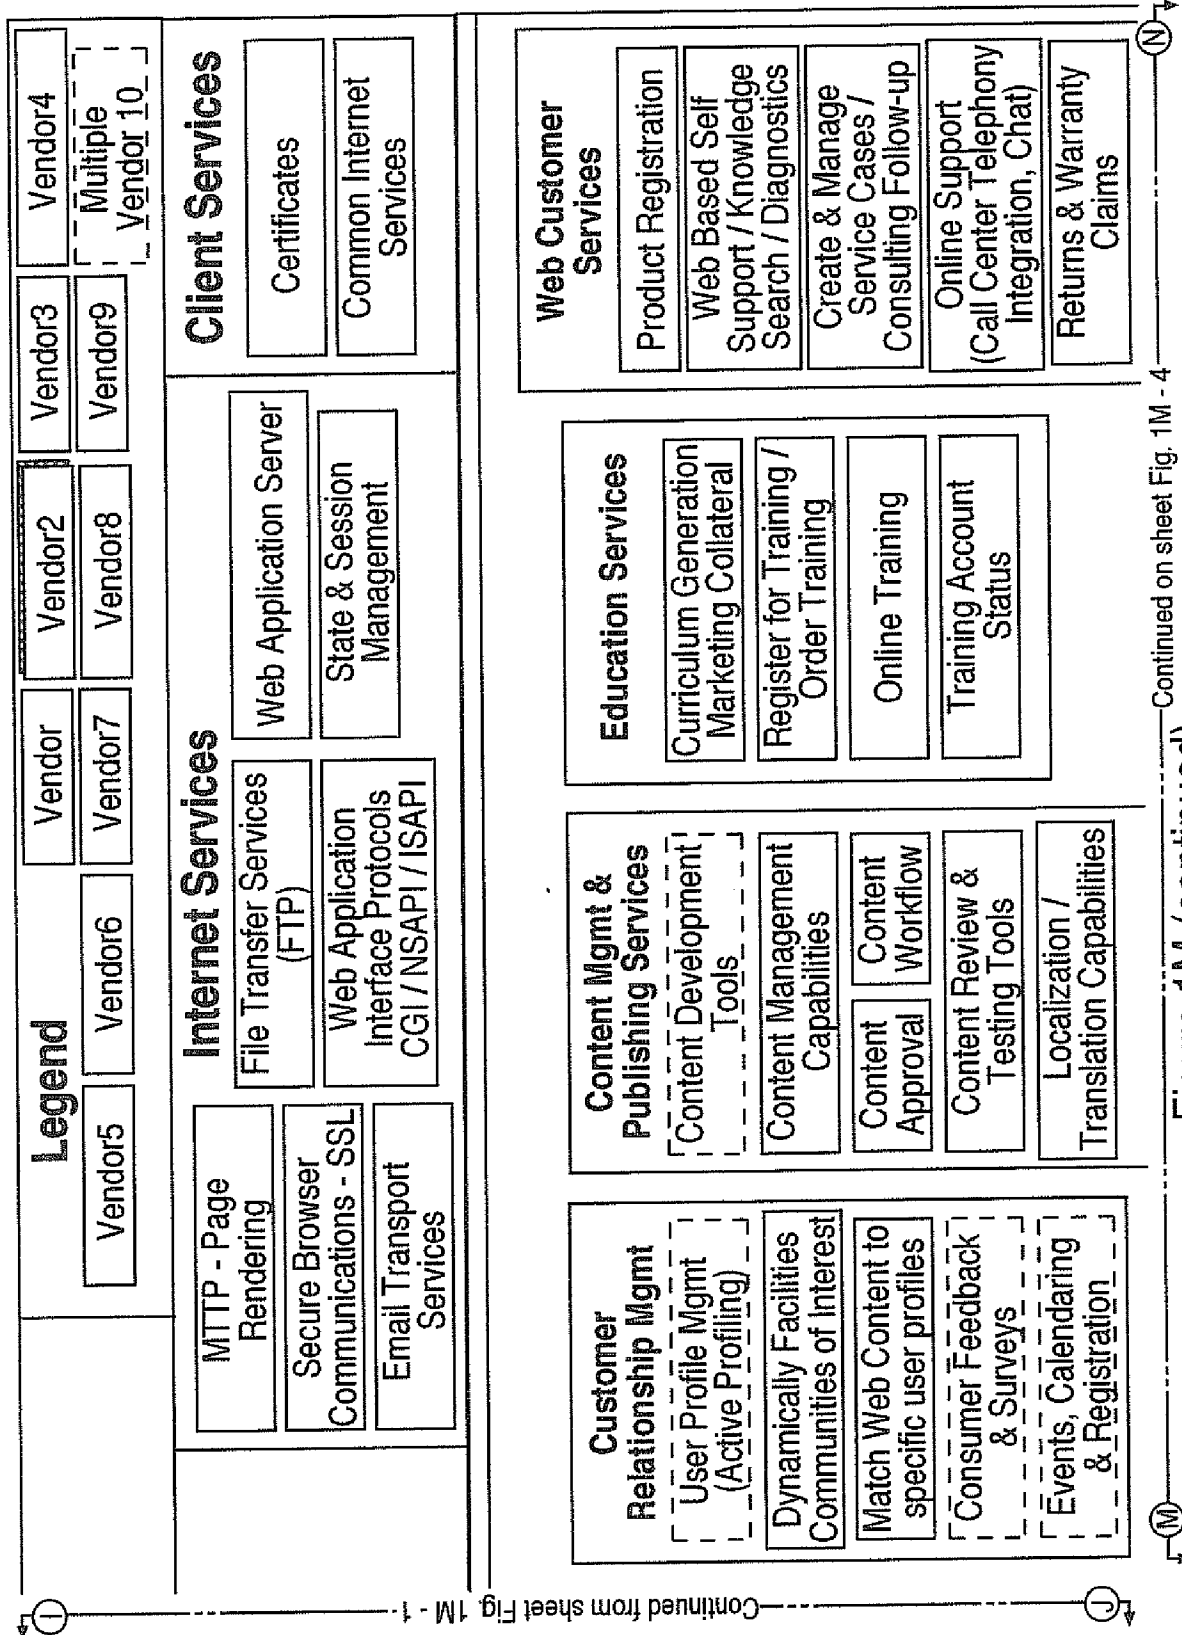 Legend
Vendor
Vendor2
Vendor3
Vendor4
Vendor5
Vendor6
Vendor7
Vendor8
Vendor9
Multiple
Vendor 10
Internet Services
MTTP - Page
Rendering
Secure Browser
Communications - SSL
Email Transport
Services
File Transfer Services
(FTP)
Web Application
Interface Protocols
CGI / NSAPI / ISAPI
Web Application Server
State & Session
Management
Client Services
Certificates
Common Internet
Services
Customer
Relationship Mgmt
User Profile Mgmt
(Active Profiling)
Dynamically Facilities
Communities of Interest
Match Web Content to
specific user profiles
Consumer Feedback
& Surveys
Events, Calendaring
& Registration
Content Mgmt &
Publishing Services
Content Development
Tools
Content Management
Capabilities
Content
Approval
Content
Workflow
Content Review &
Testing Tools
Localization /
Translation Capabilities
Education Services
Curriculum Generation
Marketing Collateral
Register for Training /
Order Training
Online Training
Training Account
Status
Web Customer
Services
Product Registration
Web Based Self
Support / Knowledge
Search / Diagnostics
Create & Manage
Service Cases /
Consulting Follow-up
Online Support
(Call Center Telephony
Integration, Chat)
Returns & Warranty
Claims
I
Continued from sheet Fig. 1M - 1
J
M
Continued on sheet Fig. 1M - 4
N